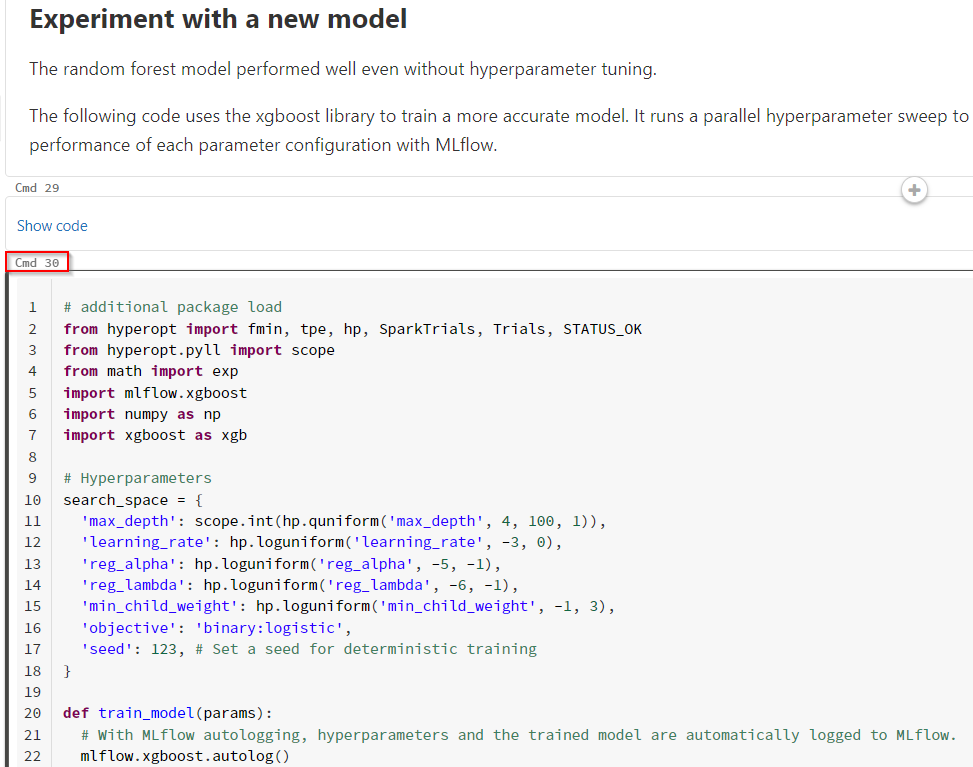 Experiment with a new model
The random forest model performed well even without hyperparameter tuning.
The following code uses the xgboost library to train a more accurate model. It runs a parallel hyperparameter sweep to
performance of each parameter configuration with MLflow.
Cmd 29
Show code
Cmd 30
1 # additional package load
2 from hyperopt import fmin, tpe, hp, SparkTrials, Trials, STATUS_OK
3 from hyperopt.pyll import scope
4 from math import exp
5 import mlflow.xgboost
6 import numpy as np
7 import xgboost as xgb
8
9 # Hyperparameters
10 search_space = {
11   'max_depth': scope.int(hp.quniform('max_depth', 4, 100, 1)),
12   'learning_rate': hp.loguniform('learning_rate', -3, 0),
13   'reg_alpha': hp.loguniform('reg_alpha', -5, -1),
14   'reg_lambda': hp.loguniform('reg_lambda', -6, -1),
15   'min_child_weight': hp.loguniform('min_child_weight', -1, 3),
16   'objective': 'binary:logistic',
17   'seed': 123, # Set a seed for deterministic training
18 }
19
20 def train_model(params):
21   # With MLflow autologging, hyperparameters and the trained model are automatically logged to MLflow.
22   mlflow.xgboost.autolog()